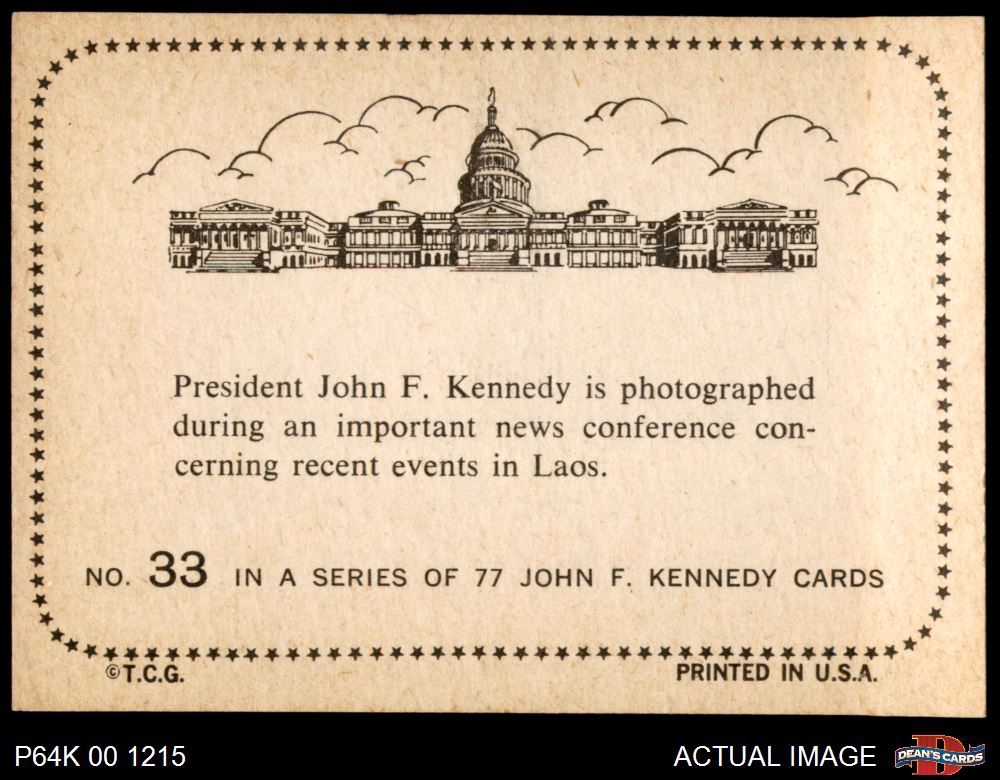 President John F. Kennedy is photographed
during an important news conference con-
cerning recent events in Laos.
NO. 33 IN A SERIES OF 77 JOHN F. KENNEDY CARDS
©T.C.G.
PRINTED IN U.S.A.
P64K 00 1215
ACTUAL IMAGE
D
DEAN'S CARDS